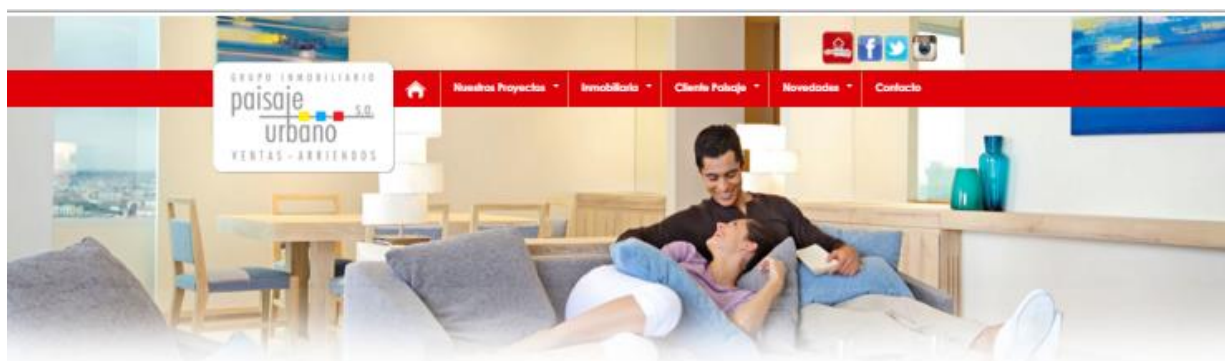 GRUPO INMOBILIARIO
paisaje
urbano s.a.
VENTAS - ARRIENDOS
Nuestros Proyectos
Inmobiliaria
Cliente Paisaje
Novedades
Contacto